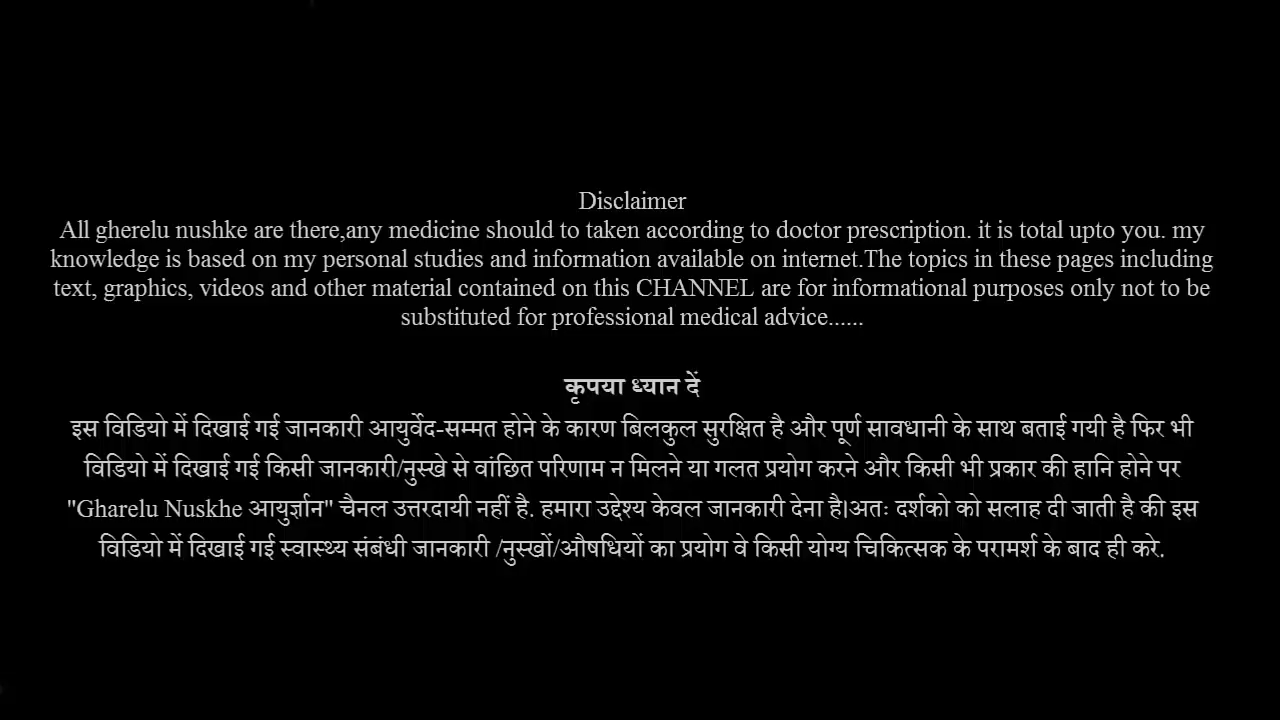 Disclaimer
All gherelu nushke are there,any medicine should to taken according to doctor prescription. it is total upto you. my
knowledge is based on my personal studies and information available on internet.The topics in these pages including
text, graphics, videos and other material contained on this CHANNEL are for informational purposes only not to be
substituted for professional medical advice......
कृपया ध्यान दें
इस विडियो में दिखाई गई जानकारी आयुर्वेद-सम्मत होने के कारण बिलकुल सुरक्षित है और पूर्ण सावधानी के साथ बताई गयी है फिर भी
विडियो में दिखाई गई किसी जानकारी/नुस्खे से वांछित परिणाम न मिलने या गलत प्रयोग करने और किसी भी प्रकार की हानि होने पर
"Gharelu Nuskhe आयुर्ज्ञान" चैनल उत्तरदायी नहीं है. हमारा उद्देश्य केवल जानकारी देना है।अतः दर्शको को सलाह दी जाती है की इस
विडियो में दिखाई गई स्वास्थ्य संबंधी जानकारी /नुस्खों/औषधियों का प्रयोग वे किसी योग्य चिकित्सक के परामर्श के बाद ही करे.